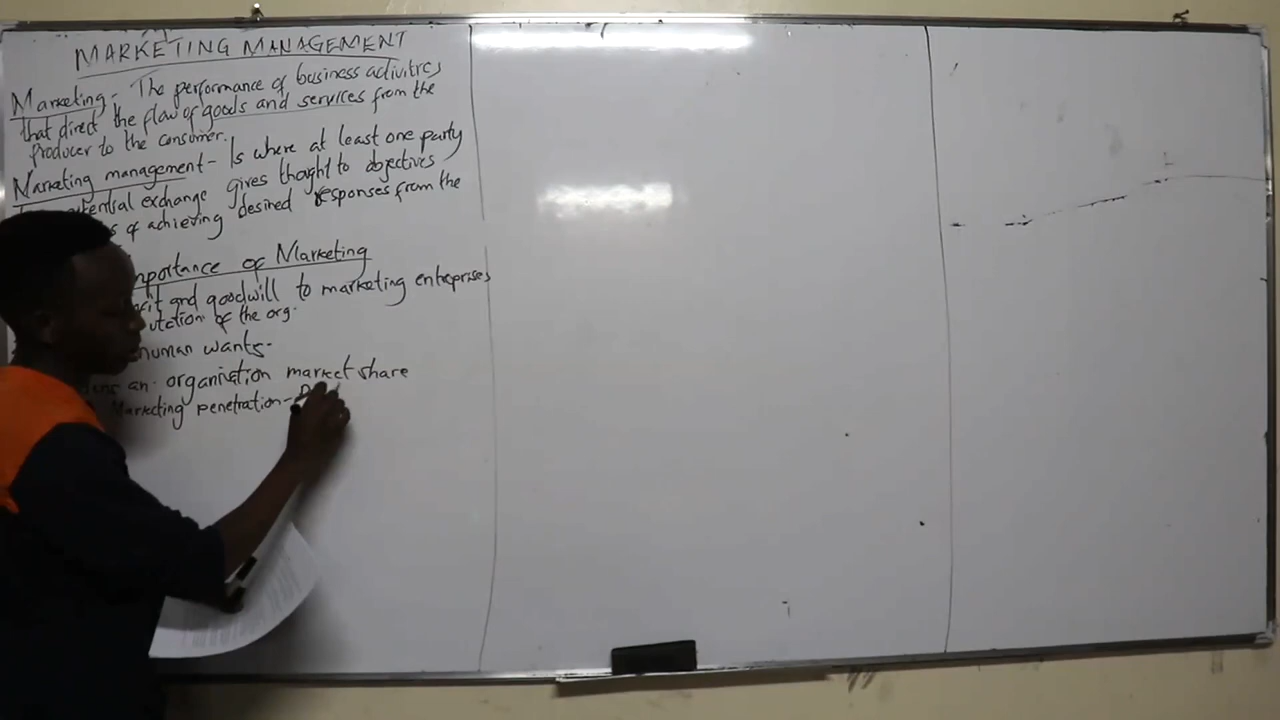 MARKETING MANAGEMENT
Marketing - The performance of business activities
that direct the flow of goods and services from the
producer to the consumer.
Marketing management - Is where at least one party
potential exchange gives thought to objectives
of achieving desired responses from the
Importance of Marketing
and goodwill to marketing enteprises
of the org.
human wants.
an organisation market share
Marketing penetration -